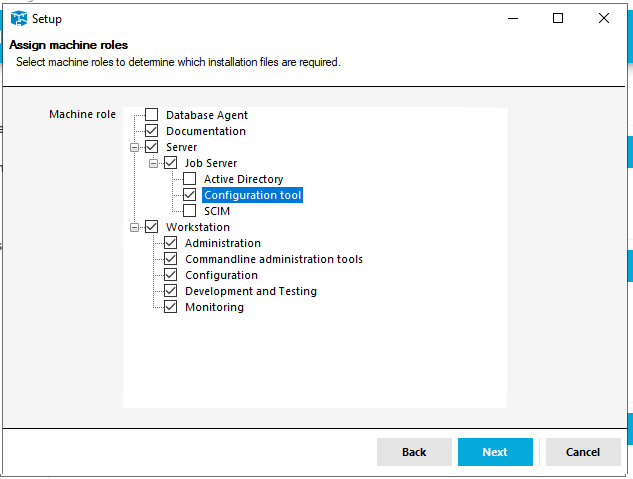 Setup
Assign machine roles
Select machine roles to determine which installation files are required.
Machine role
Database Agent
Documentation
Server
Job Server
Active Directory
Configuration tool
SCIM
Workstation
Administration
Commandline administration tools
Configuration
Development and Testing
Monitoring
Back Next Cancel